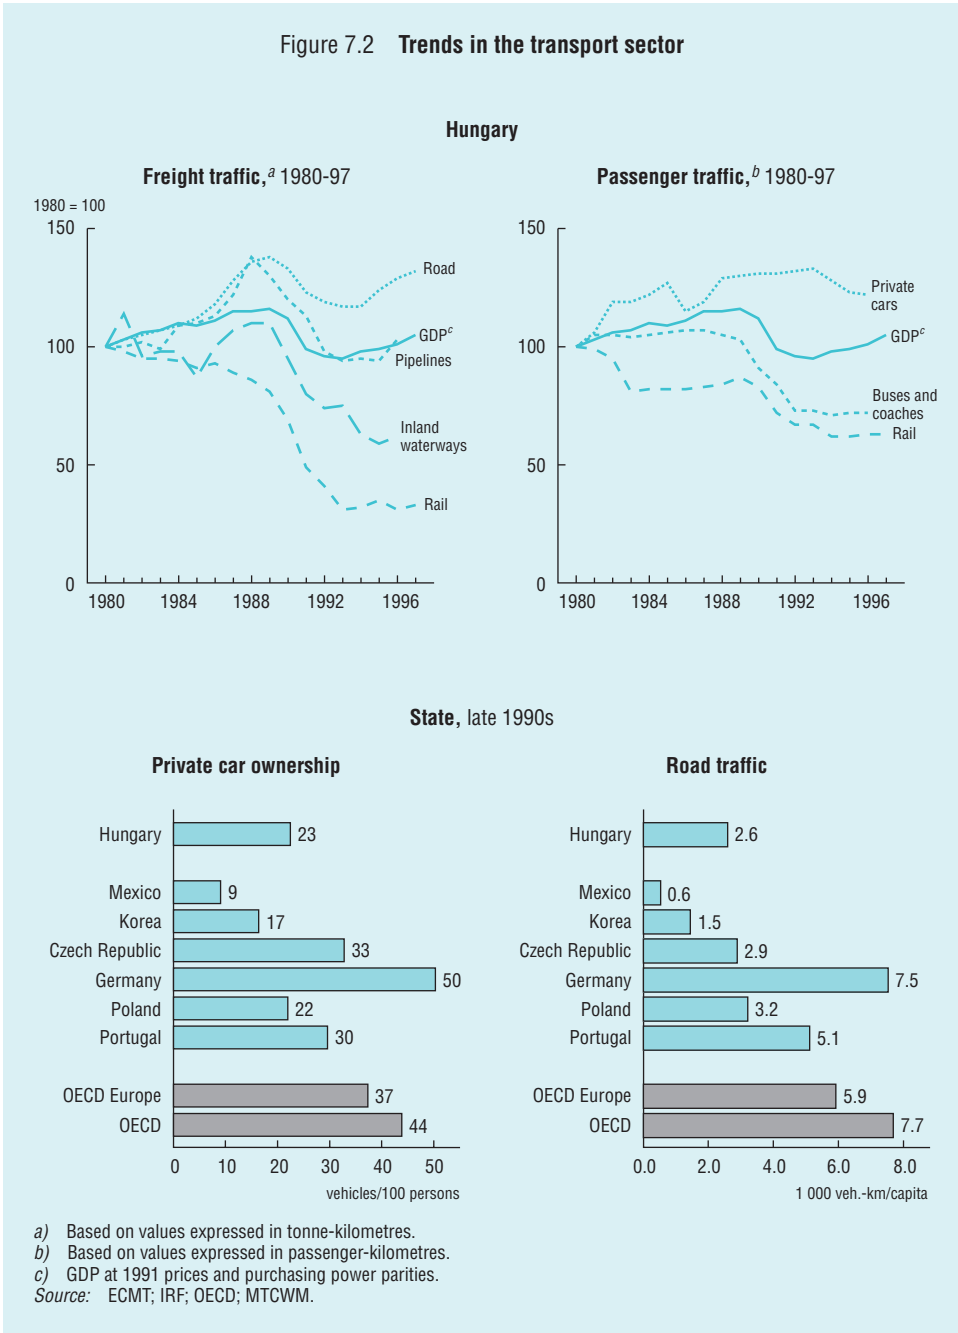 Figure 7.2 Trends in the transport sector
Hungary
Freight traffic,a 1980-97
1980 = 100
150
100
50
0
1980 1984 1988 1992 1996
Road
GDPc
Pipelines
Inland
waterways
Rail
Passenger traffic,b 1980-97
150
100
50
0
1980 1984 1988 1992 1996
Private
cars
GDPc
Buses and
coaches
Rail
State, late 1990s
Private car ownership
Hungary 23
Mexico 9
Korea 17
Czech Republic 33
Germany 50
Poland 22
Portugal 30
OECD Europe 37
OECD 44
0 10 20 30 40 50
vehicles/100 persons
Road traffic
Hungary 2.6
Mexico 0.6
Korea 1.5
Czech Republic 2.9
Germany 7.5
Poland 3.2
Portugal 5.1
OECD Europe 5.9
OECD 7.7
0.0 2.0 4.0 6.0 8.0
1 000 veh.-km/capita
a) Based on values expressed in tonne-kilometres.
b) Based on values expressed in passenger-kilometres.
c) GDP at 1991 prices and purchasing power parities.
Source: ECMT; IRF; OECD; MTCWM.